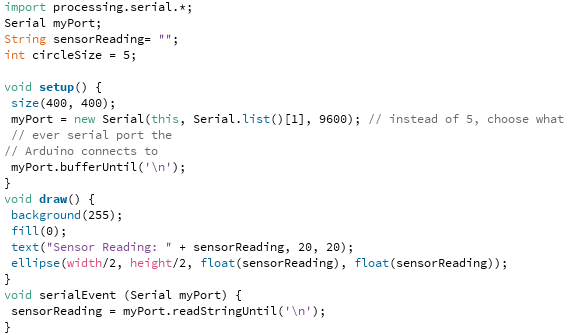 import processing.serial.*;
Serial myPort;
String sensorReading= "";
int circleSize = 5;

void setup() {
 size(400, 400);
 myPort = new Serial(this, Serial.list()[1], 9600); // instead of 5, choose what
 // ever serial port the
// Arduino connects to
 myPort.bufferUntil('\n');
}
void draw() {
 background(255);
 fill(0);
 text("Sensor Reading: " + sensorReading, 20, 20);
 ellipse(width/2, height/2, float(sensorReading), float(sensorReading));
}
void serialEvent (Serial myPort) {
 sensorReading = myPort.readStringUntil('\n');
}